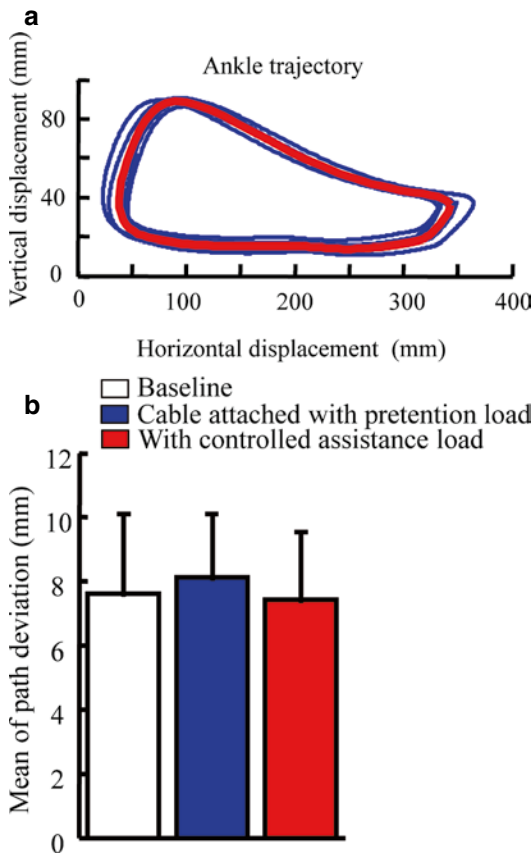 a
Ankle trajectory
Vertical displacement (mm)
80
40
0
0 100 200 300 400
Horizontal displacement (mm)
Baseline
b
Cable attached with pretention load
With controlled assistance load
Mean of path deviation (mm)
12
10
8
6
4
2
0